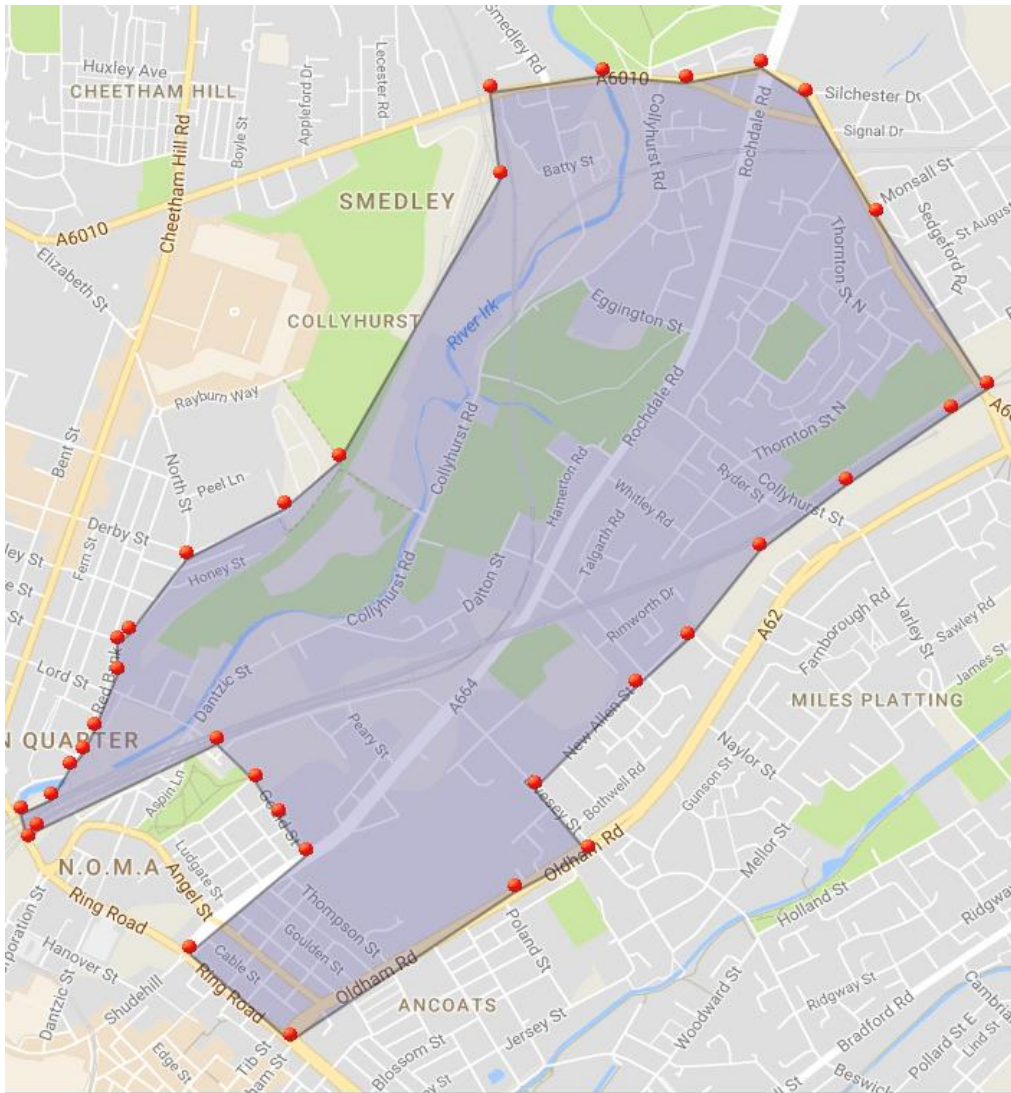 Smedley Rd
Huxley Ave
CHEETHAM HILL
Lecester Rd
Appleford Dr
Boyle St
Cheetham Hill Rd
A6010
Silchester Dr
Collyhurst Rd
Rochdale Rd
Signal Dr
Batty St
Monsall St
SMEDLEY
Sedgeford Rd
St August
A6010
Thornton St N
Elizabeth St
Eggington St
COLLYHURST
River Irk
Rayburn Way
Rochdale Rd
Collyhurst Rd
Thornton St N
Bent St
North St
Hamerton Rd
Ryder St
Collyhurst St
Peel Ln
Whitley Rd
Derby St
Talgarth Rd
Fern St
Honey St
Dalton St
Collyhurst Rd
Rimworth Dr
A62
Farnborough Rd
Varley St
Sawley Rd
James St
Red Bank
Lord St
Dantzic St
A664
MILES PLATTING
N QUARTER
Peary St
New Allen St
Naylor St
Aspin Ln
Gould St
Bothwell Rd
Gunson St
Mellor St
Oldham Rd
N.O.M.A
Ludgate St
Angel St
Ring Road
Thompson St
Holland St
Goulden St
Poland St
Cable St
Hanover St
Shudehill
Ring Road
Oldham Rd
Woodward St
Ridgway St
Dantzic St
ANCOATS
Ridgway St
Jersey St
Bradford Rd
Tib St
Edge St
Blossom St
Pollard St E
Lind St
Beswick